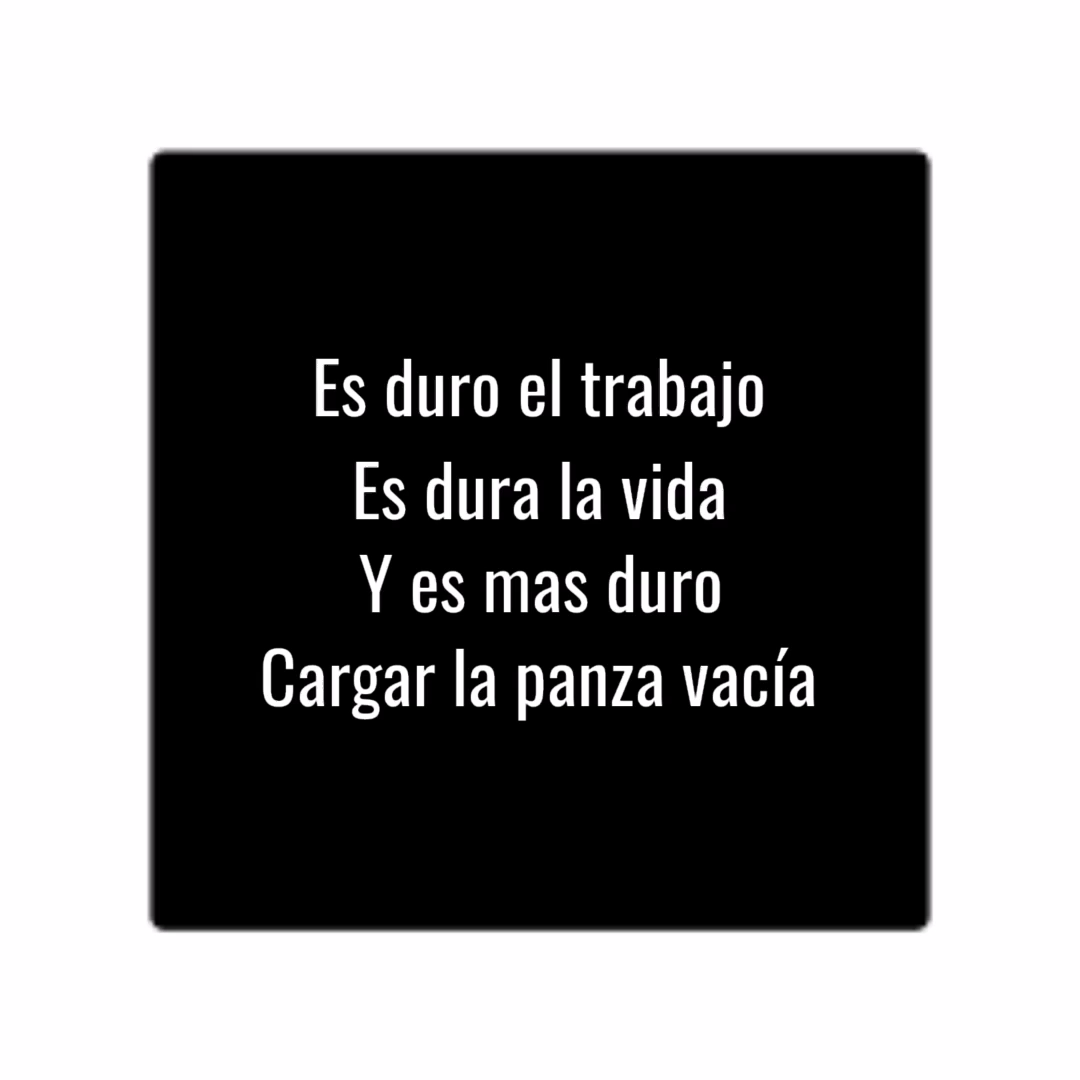 Es duro el trabajo
Es dura la vida
Y es mas duro
Cargar la panza vacía